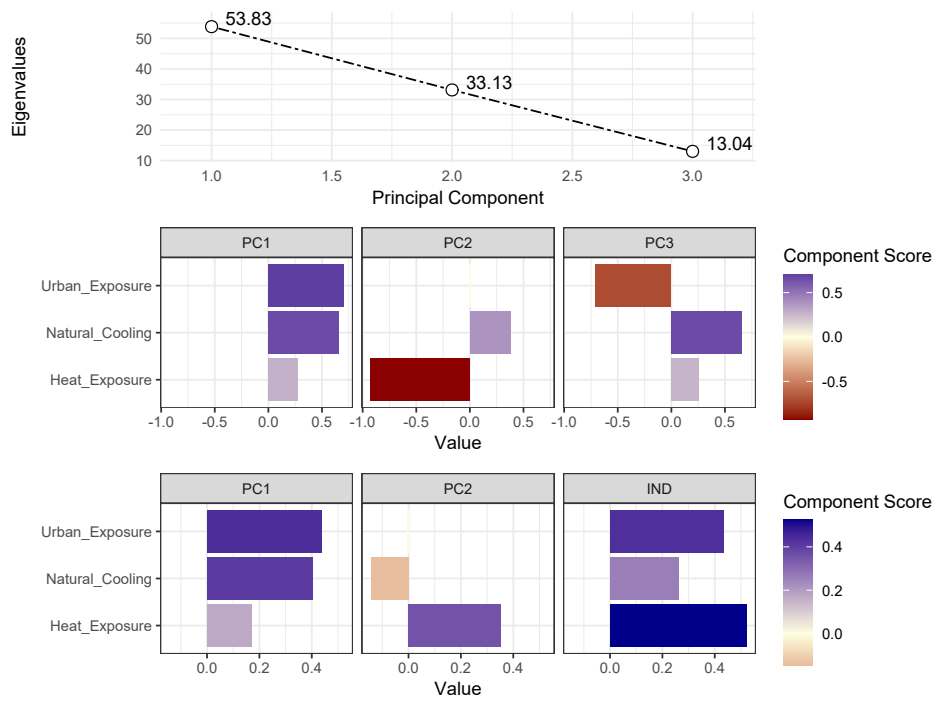 Eigenvalues
50
40
30
20
10
53.83
33.13
13.04
1.0 1.5 2.0 2.5 3.0
Principal Component
PC1 PC2 PC3
Urban_Exposure
Natural_Cooling
Heat_Exposure
-1.0 -0.5 0.0 0.5 -1.0 -0.5 0.0 0.5 -1.0 -0.5 0.0 0.5
Value
Component Score
0.5
0.0
-0.5
PC1 PC2 IND
Urban_Exposure
Natural_Cooling
Heat_Exposure
0.0 0.2 0.4 0.0 0.2 0.4 0.0 0.2 0.4
Value
Component Score
0.4
0.2
0.0